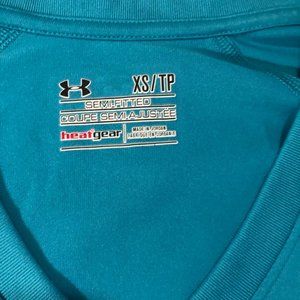 XS/TP
SEMI-FITTED
COUPE SEMI-AJUSTÉE
heatgear
MADE IN JORDAN